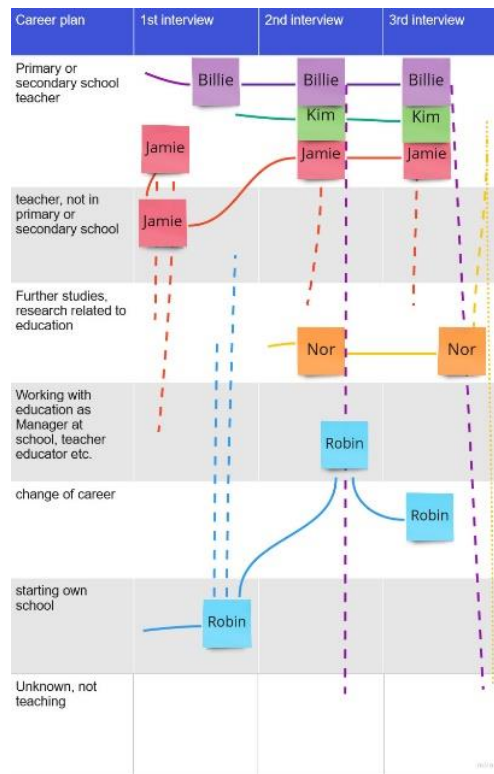 Career plan
1st interview
2nd interview
3rd interview
Primary or
secondary school
teacher
Billie
Billie
Billie
Kim
Kim
Jamie
Jamie
Jamie
teacher, not in
primary or
secondary school
Jamie
Further studies,
research related to
education
Nor
Nor
Working with
education as
Manager at
school, teacher
educator etc.
Robin
change of career
Robin
starting own
school
Robin
Unknown, not
teaching
miro